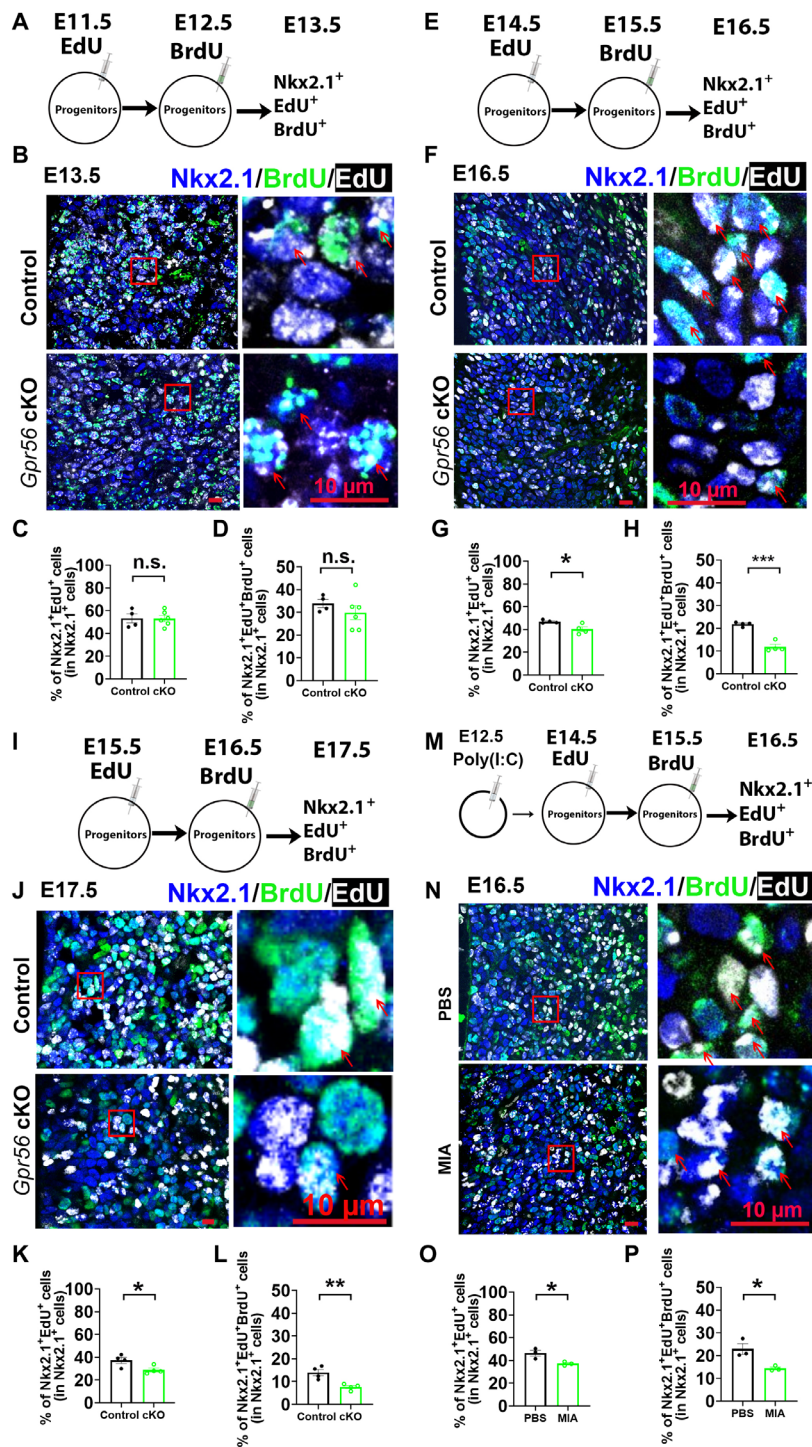 A
E11.5
EdU
E12.5
BrdU
E13.5
Progenitors
Progenitors
Nkx2.1+
EdU+
BrdU+
E
E14.5
EdU
E15.5
BrdU
E16.5
Progenitors
Progenitors
Nkx2.1+
EdU+
BrdU+
B
E13.5
Nkx2.1/BrdU/EdU
Control
Gpr56 cKO
10 µm
F
E16.5
Nkx2.1/BrdU/EdU
Control
Gpr56 cKO
10 µm
C
% of Nkx2.1+EdU+ cells
(in Nkx2.1+ cells)
100
80
60
40
20
0
n.s.
Control cKO
D
% of Nkx2.1+EdU+BrdU+ cells
(in Nkx2.1+ cells)
50
40
30
20
10
0
n.s.
Control cKO
G
% of Nkx2.1+EdU+ cells
(in Nkx2.1+ cells)
100
80
60
40
20
0
*
Control cKO
H
% of Nkx2.1+EdU+BrdU+ cells
(in Nkx2.1+ cells)
50
40
30
20
10
0
***
Control cKO
I
E15.5
EdU
E16.5
BrdU
E17.5
Progenitors
Progenitors
Nkx2.1+
EdU+
BrdU+
M
E12.5
Poly(I:C)
E14.5
EdU
E15.5
BrdU
E16.5
Progenitors
Progenitors
Nkx2.1+
EdU+
BrdU+
J
E17.5
Nkx2.1/BrdU/EdU
Control
Gpr56 cKO
10 µm
N
E16.5
Nkx2.1/BrdU/EdU
PBS
MIA
10 µm
K
% of Nkx2.1+EdU+ cells
(in Nkx2.1+ cells)
100
80
60
40
20
0
*
Control cKO
L
% of Nkx2.1+EdU+BrdU+ cells
(in Nkx2.1+ cells)
50
40
30
20
10
0
**
Control cKO
O
% of Nkx2.1+EdU+ cells
(in Nkx2.1+ cells)
100
80
60
40
20
0
*
PBS MIA
P
% of Nkx2.1+EdU+BrdU+ cells
(in Nkx2.1+ cells)
50
40
30
20
10
0
*
PBS MIA